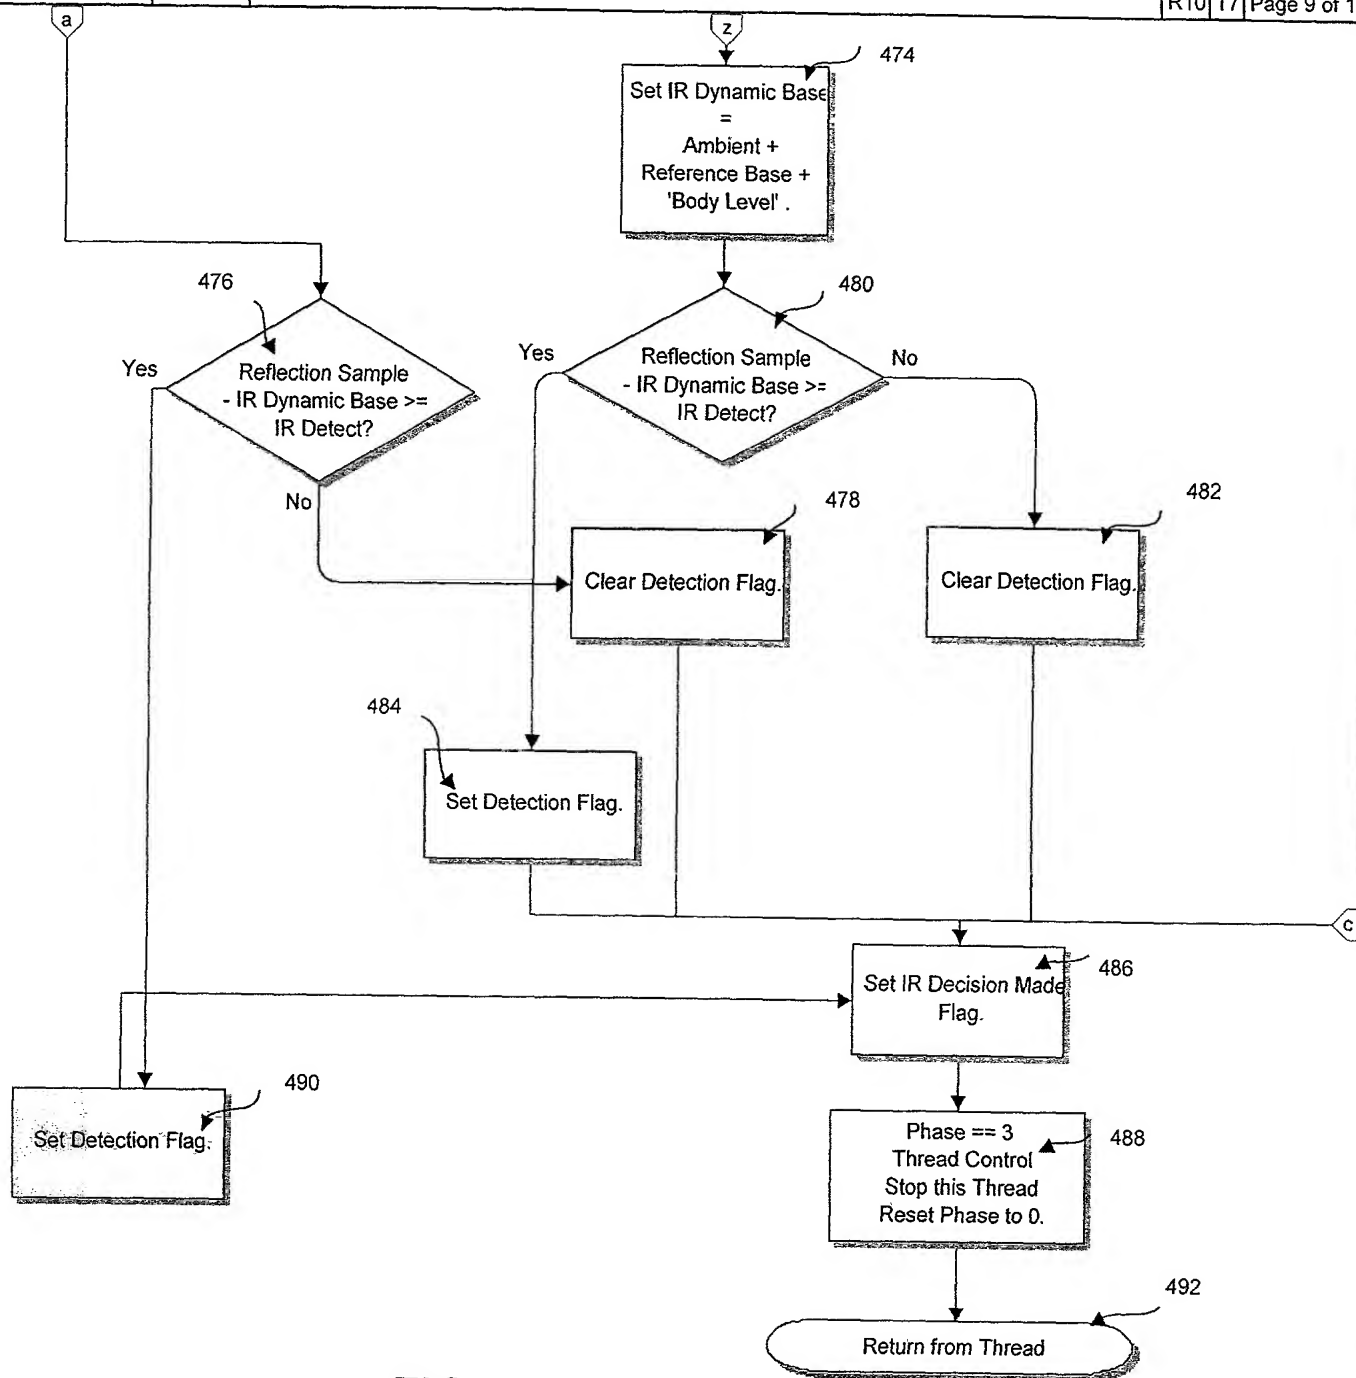 R10 17 Page 9 of 1
a
z
474
Set IR Dynamic Base
=
Ambient +
Reference Base +
'Body Level' .
476
480
Yes
Reflection Sample
- IR Dynamic Base >=
IR Detect?
No
Yes
Reflection Sample
- IR Dynamic Base >=
IR Detect?
No
478
482
Clear Detection Flag.
Clear Detection Flag.
484
Set Detection Flag.
c
486
Set IR Decision Made
Flag.
490
Set Detection Flag.
488
Phase == 3
Thread Control
Stop this Thread
Reset Phase to 0.
492
Return from Thread